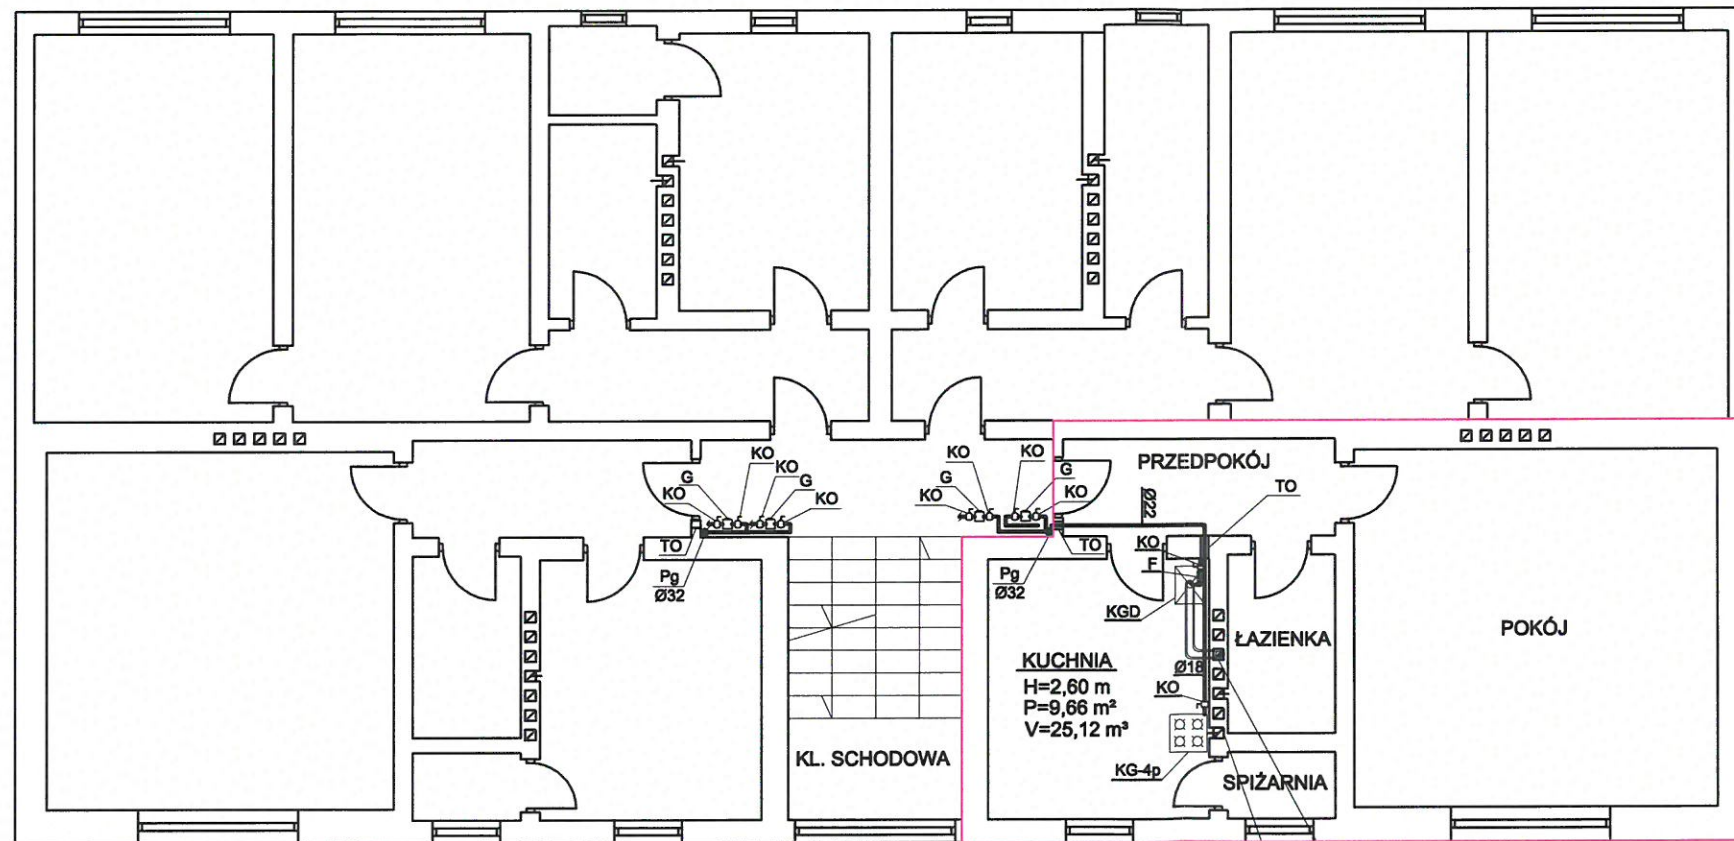 KO
KO
G
G
KO
KO
TO
Pg
Ø32
KO
KO
G
G
KO
KO
PRZEDPOKÓJ
TO
Ø22
TO
Pg
Ø32
KO
F
KGD
ŁAZIENKA
POKÓJ
KUCHNIA
H=2,60 m
P=9,66 m²
V=25,12 m³
Ø18
KO
KL. SCHODOWA
KG-4p
SPIŻARNIA